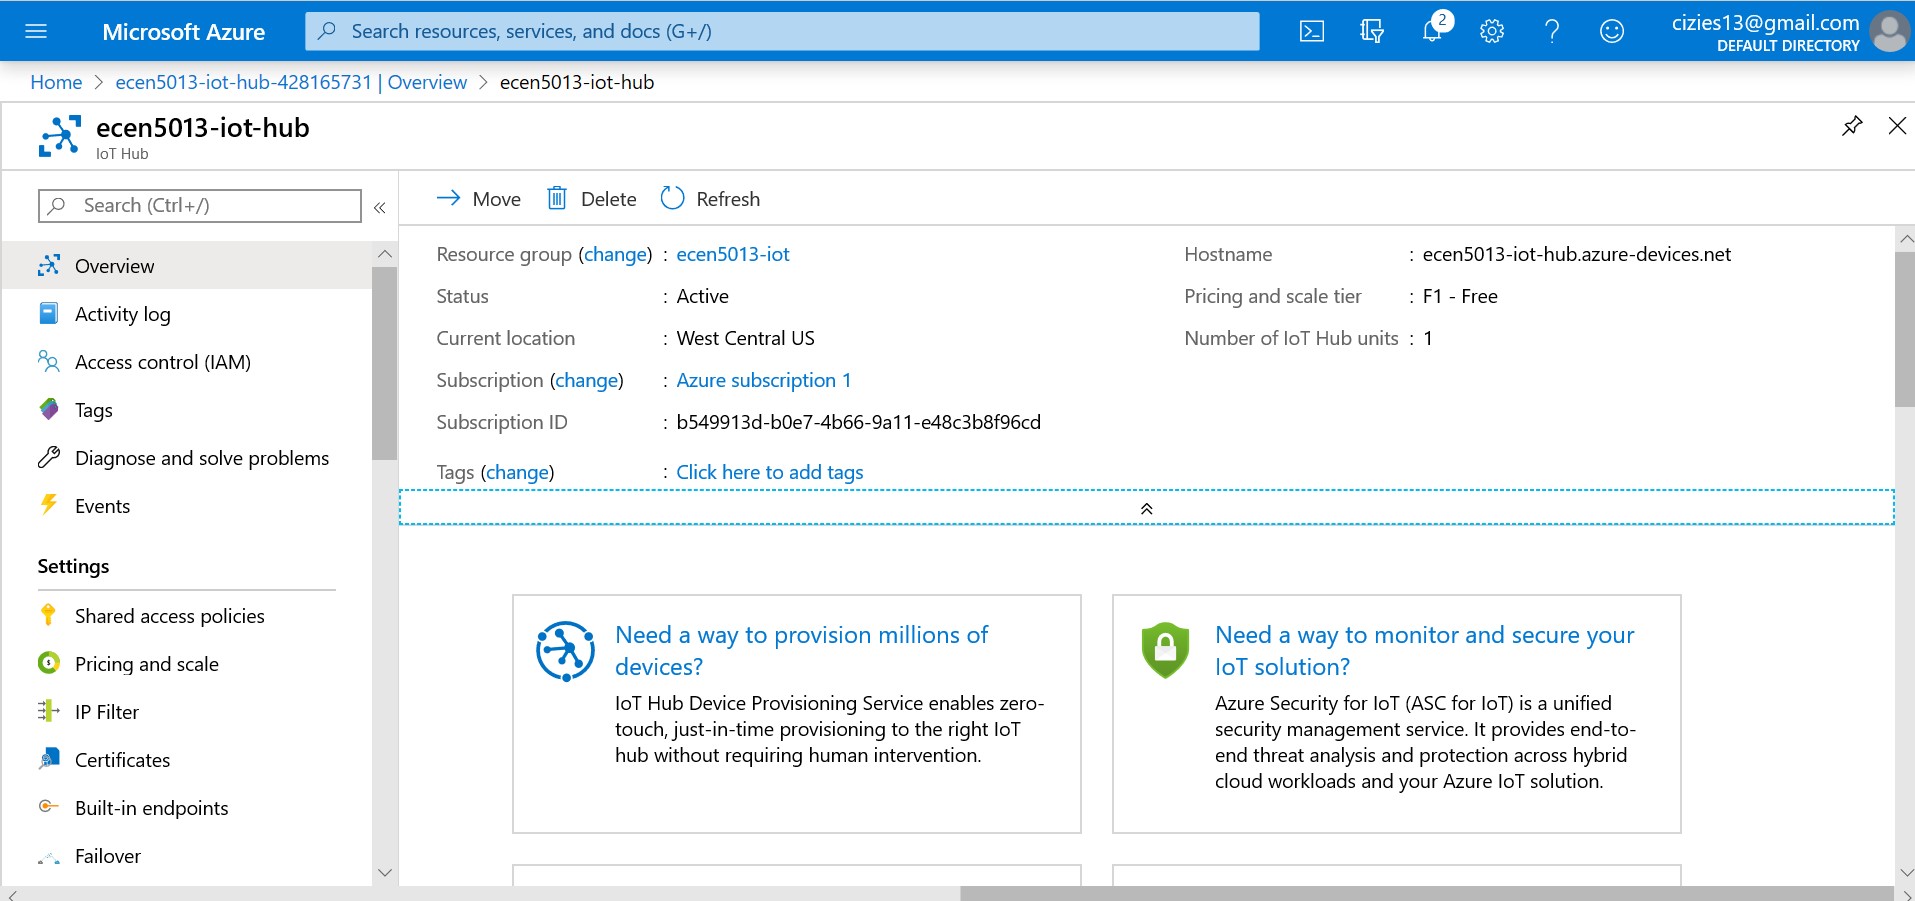 Microsoft Azure
Search resources, services, and docs (G+/)
2
cizies13@gmail.com
DEFAULT DIRECTORY
Home > ecen5013-iot-hub-428165731 | Overview > ecen5013-iot-hub
ecen5013-iot-hub
IoT Hub
Search (Ctrl+/)
«
Overview
Activity log
Access control (IAM)
Tags
Diagnose and solve problems
Events
Settings
Shared access policies
Pricing and scale
IP Filter
Certificates
Built-in endpoints
Failover
Move Delete Refresh
Resource group (change) : ecen5013-iot
Status : Active
Current location : West Central US
Subscription (change) : Azure subscription 1
Subscription ID : b549913d-b0e7-4b66-9a11-e48c3b8f96cd
Tags (change) : Click here to add tags
Hostname : ecen5013-iot-hub.azure-devices.net
Pricing and scale tier : F1 - Free
Number of IoT Hub units : 1
Need a way to provision millions of
devices?
IoT Hub Device Provisioning Service enables zero-
touch, just-in-time provisioning to the right IoT
hub without requiring human intervention.
Need a way to monitor and secure your
IoT solution?
Azure Security for IoT (ASC for IoT) is a unified
security management service. It provides end-to-
end threat analysis and protection across hybrid
cloud workloads and your Azure IoT solution.